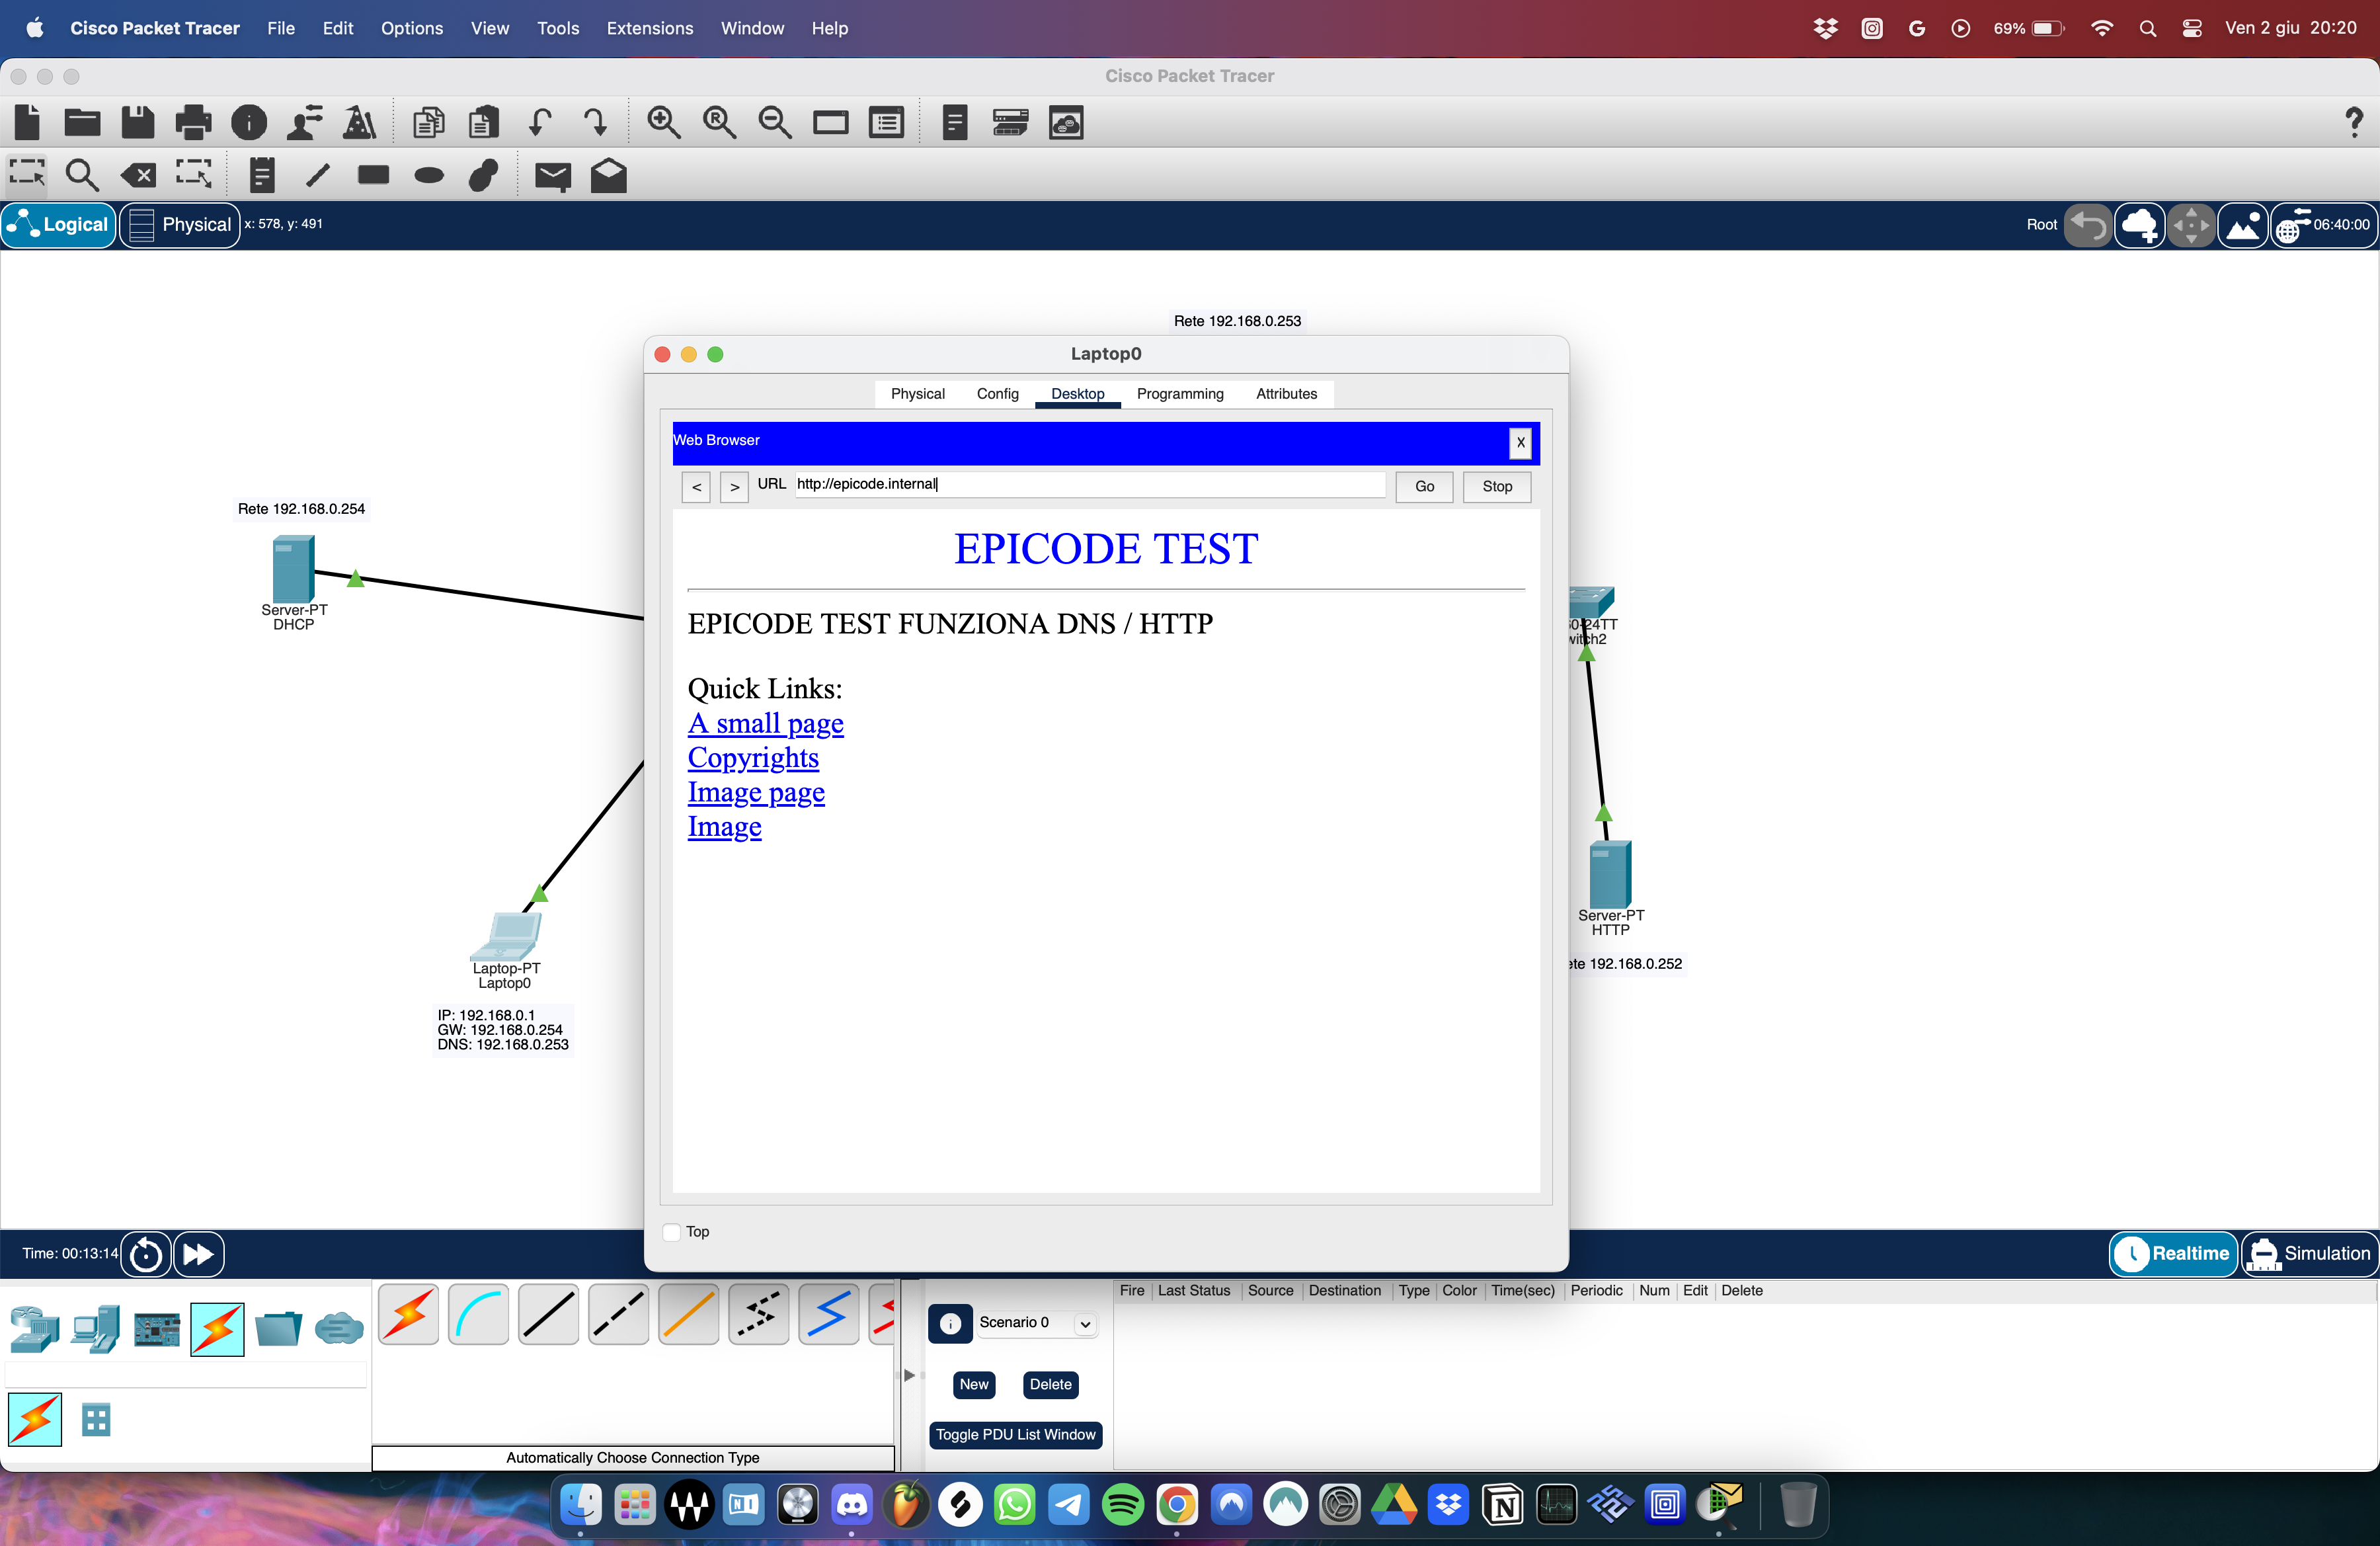 Cisco Packet Tracer File Edit Options View Tools Extensions Window Help 69% Ven 2 giu 20:20
Cisco Packet Tracer
Logical Physical x: 578, y: 491 Root 06:40:00
Rete 192.168.0.253
Laptop0
Physical Config Desktop Programming Attributes
Web Browser X
< > URL http://epicode.internal Go Stop
EPICODE TEST
EPICODE TEST FUNZIONA DNS / HTTP
Quick Links:
A small page
Copyrights
Image page
Image
Top
Rete 192.168.0.254
Server-PT
DHCP
Laptop-PT
Laptop0
IP: 192.168.0.1
GW: 192.168.0.254
DNS: 192.168.0.253
60-24TT
witch2
Server-PT
HTTP
ete 192.168.0.252
Time: 00:13:14 Realtime Simulation
Fire Last Status Source Destination Type Color Time(sec) Periodic Num Edit Delete
Scenario 0
New Delete
Toggle PDU List Window
Automatically Choose Connection Type